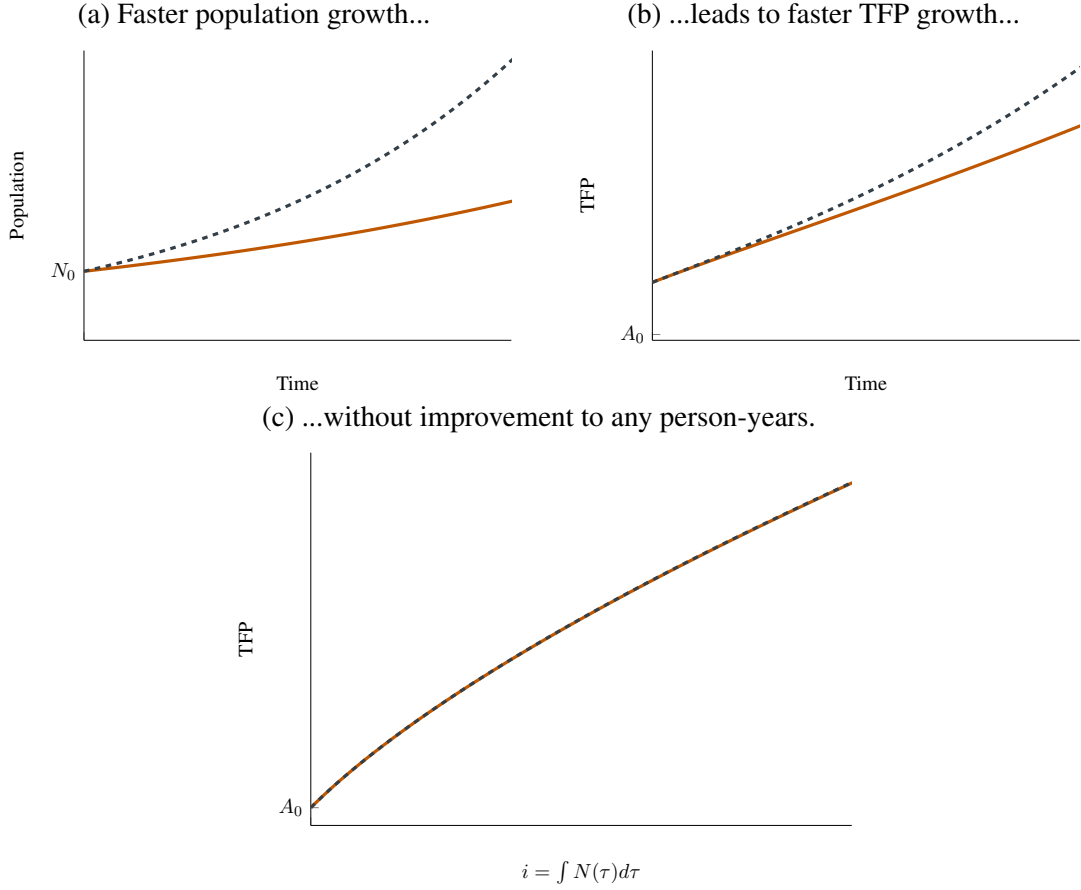 (a) Faster population growth...
Population
N₀
Time
(b) ...leads to faster TFP growth...
TFP
A₀
Time
(c) ...without improvement to any person-years.
TFP
A₀
i = ∫ N(τ)dτ